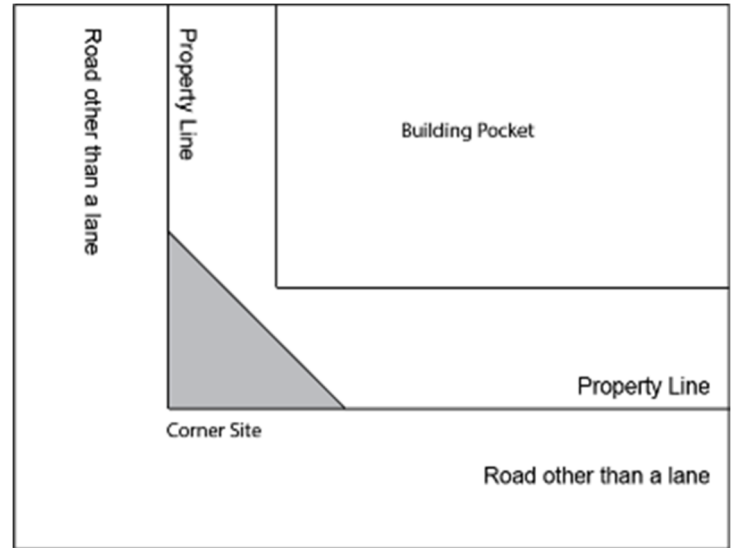 Road other than a lane
Property Line
Building Pocket
Property Line
Corner Site
Road other than a lane